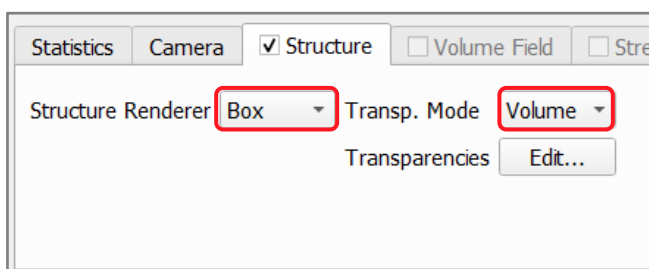 Statistics Camera Structure Volume Field
Structure Renderer Box Transp. Mode Volume
Transparencies Edit...